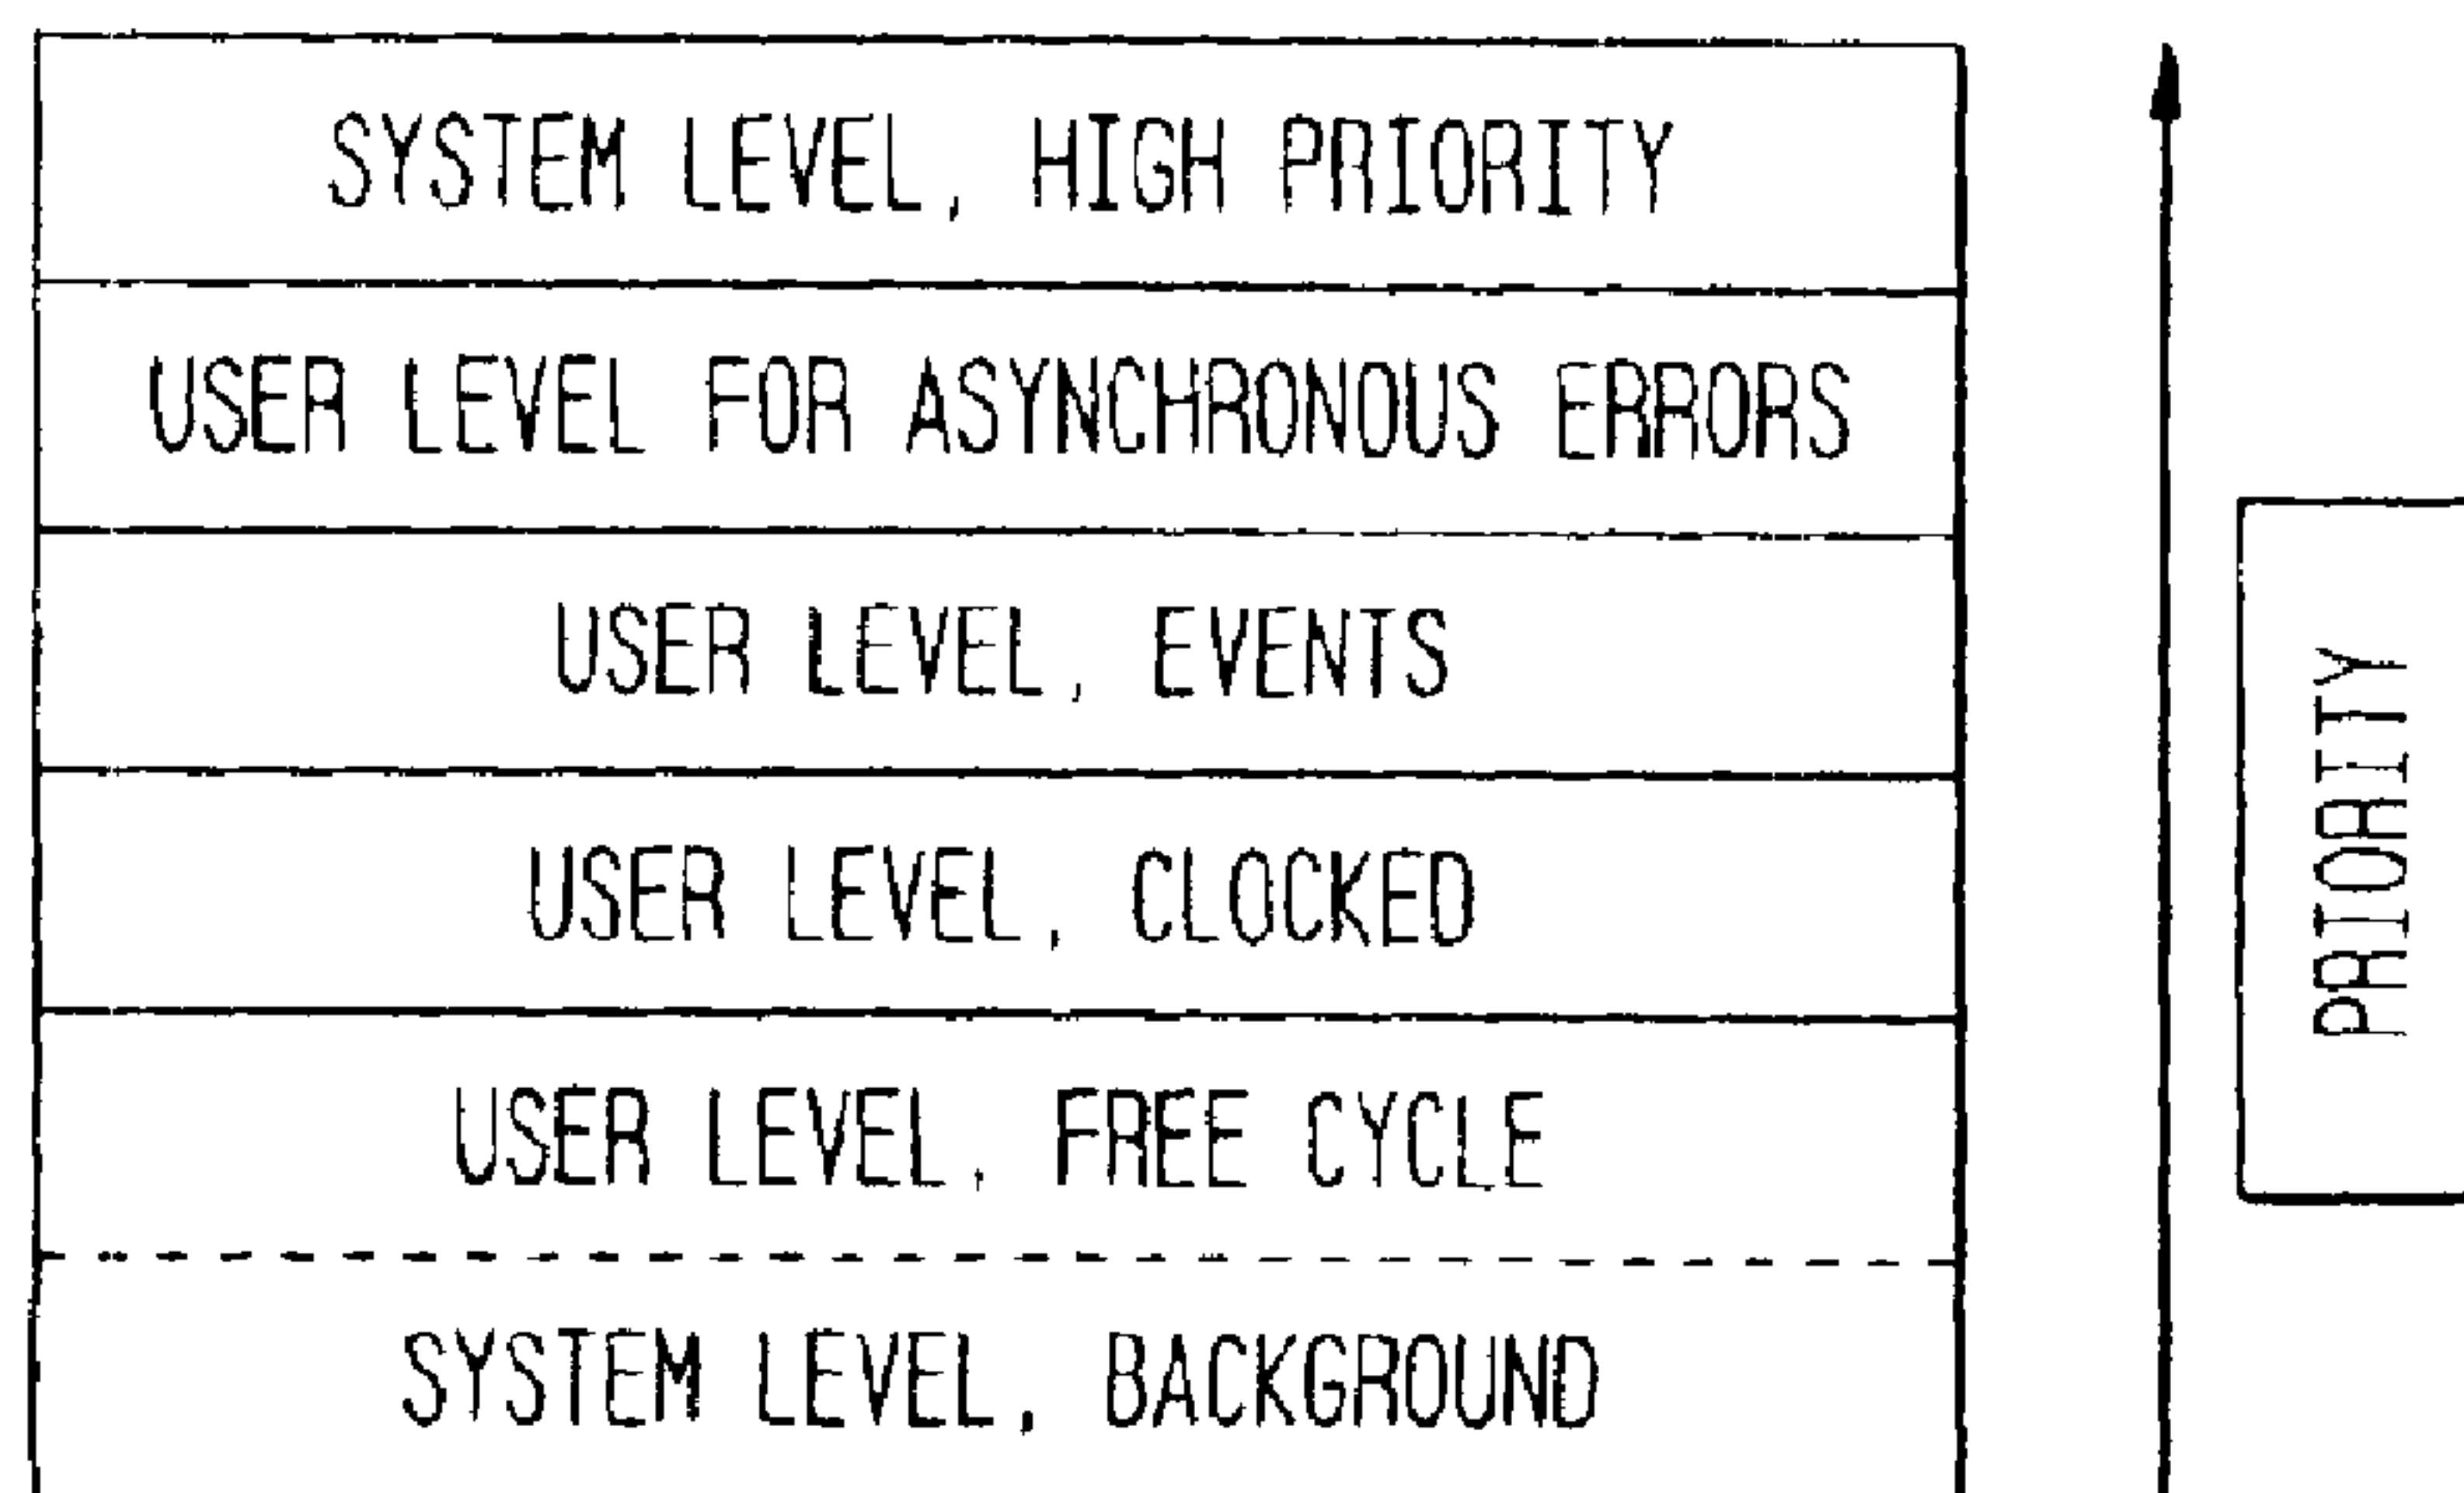 SYSTEM LEVEL, HIGH PRIORITY
USER LEVEL FOR ASYNCHRONOUS ERRORS
USER LEVEL, EVENTS
USER LEVEL, CLOCKED
USER LEVEL, FREE CYCLE
SYSTEM LEVEL, BACKGROUND
PRIORITY